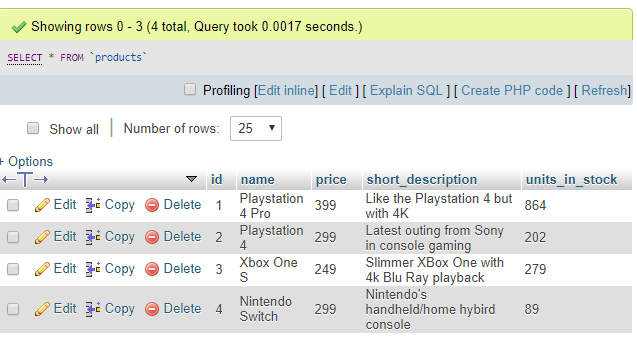 Showing rows 0 - 3 (4 total, Query took 0.0017 seconds.)
SELECT * FROM `products`
Profiling [Edit inline] [ Edit ] [ Explain SQL ] [ Create PHP code ] [ Refresh]
Show all | Number of rows: 25
+ Options
←T→ id name price short_description units_in_stock
Edit Copy Delete 1 Playstation 4 Pro 399 Like the Playstation 4 but with 4K 864
Edit Copy Delete 2 Playstation 4 299 Latest outing from Sony in console gaming 202
Edit Copy Delete 3 Xbox One S 249 Slimmer XBox One with 4k Blu Ray playback 279
Edit Copy Delete 4 Nintendo Switch 299 Nintendo's handheld/home hybird console 89